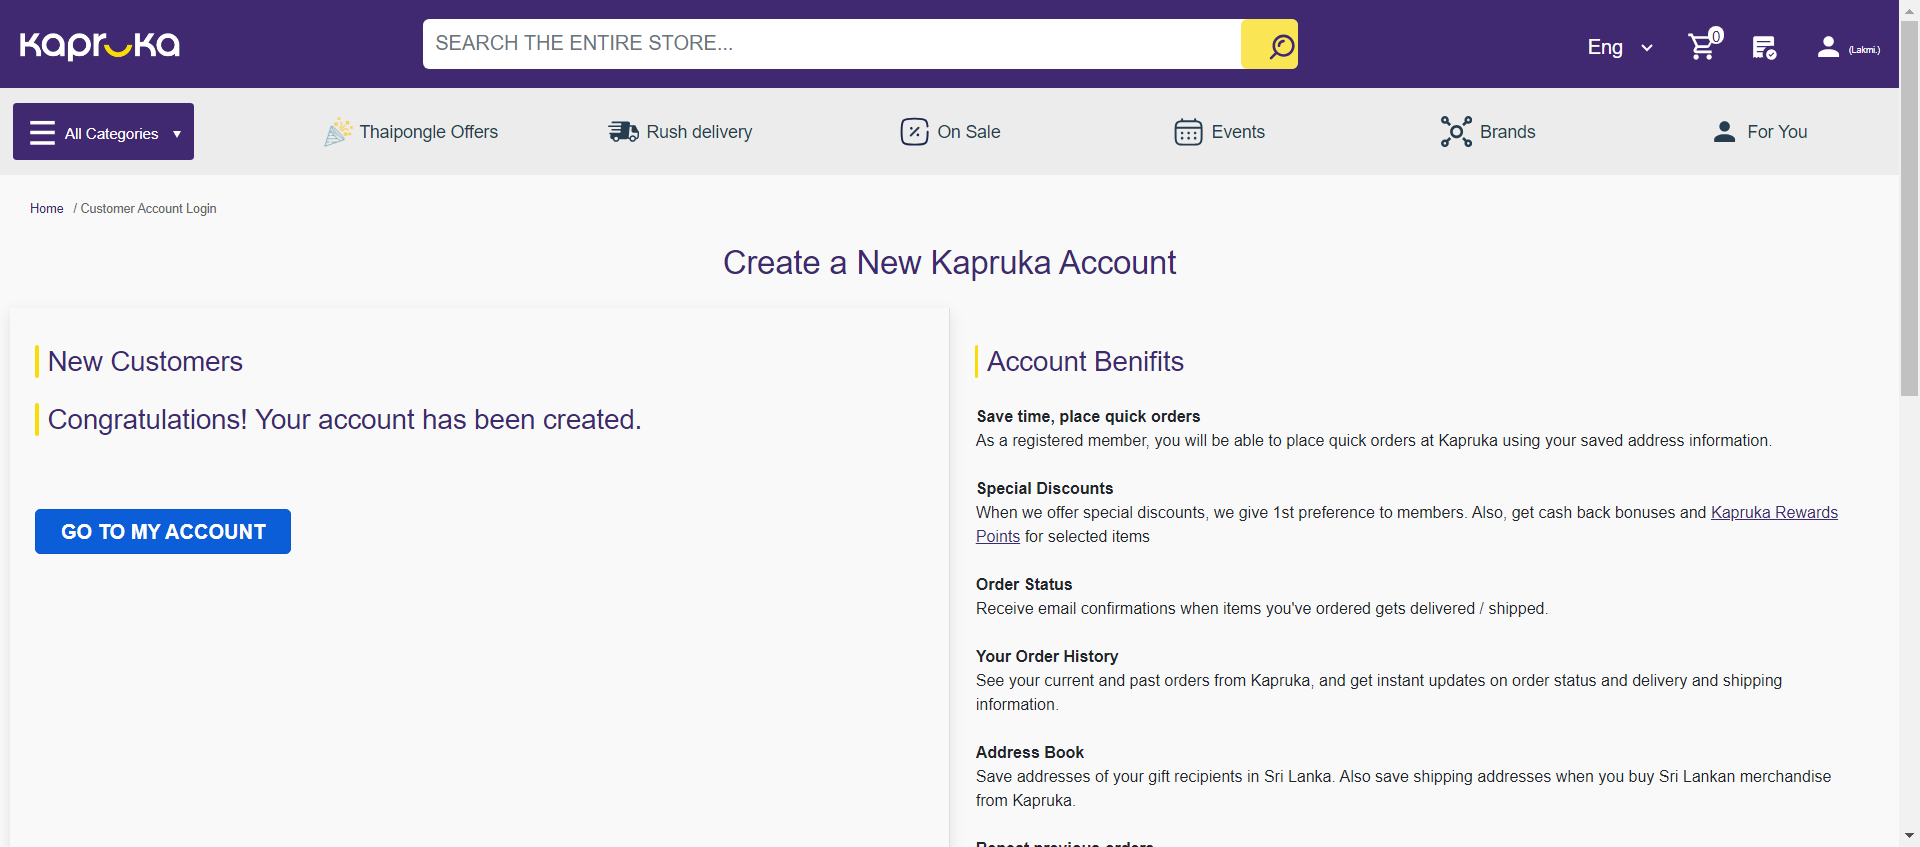 Kapruka
SEARCH THE ENTIRE STORE...
Eng
0
(Lakmi.)
All Categories ▼
Thaipongle Offers
Rush delivery
On Sale
Events
Brands
For You
Home / Customer Account Login
Create a New Kapruka Account
New Customers
Congratulations! Your account has been created.
GO TO MY ACCOUNT
Account Benifits
Save time, place quick orders
As a registered member, you will be able to place quick orders at Kapruka using your saved address information.
Special Discounts
When we offer special discounts, we give 1st preference to members. Also, get cash back bonuses and Kapruka Rewards
Points for selected items
Order Status
Receive email confirmations when items you've ordered gets delivered / shipped.
Your Order History
See your current and past orders from Kapruka, and get instant updates on order status and delivery and shipping
information.
Address Book
Save addresses of your gift recipients in Sri Lanka. Also save shipping addresses when you buy Sri Lankan merchandise
from Kapruka.
Repeat previous orders